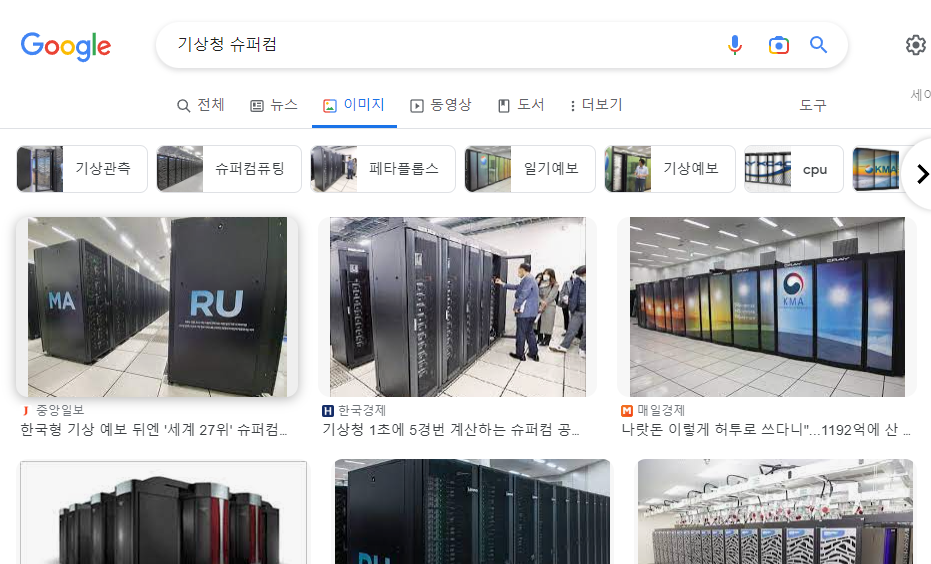 Google
기상청 슈퍼컴
전체
뉴스
이미지
동영상
도서
더보기
도구
기상관측
슈퍼컴퓨팅
페타플롭스
일기예보
기상예보
cpu
KMA
MA
RU
CRAY
KMA
중앙일보
한국형 기상 예보 뒤엔 '세계 27위' 슈퍼컴...
한국경제
기상청 1초에 5경번 계산하는 슈퍼컴 공...
매일경제
나랏돈 이렇게 허투로 쓰다니"...1192억에 산 ...
Lenovo
RU